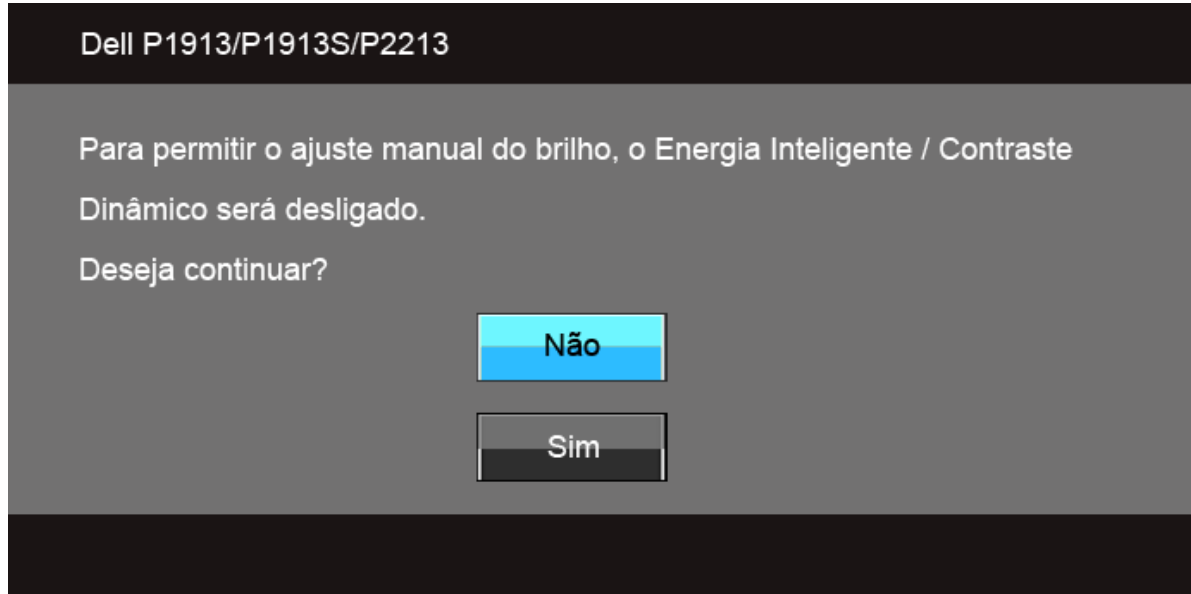 Dell P1913/P1913S/P2213
Para permitir o ajuste manual do brilho, o Energia Inteligente / Contraste
Dinâmico será desligado.
Deseja continuar?
Não
Sim